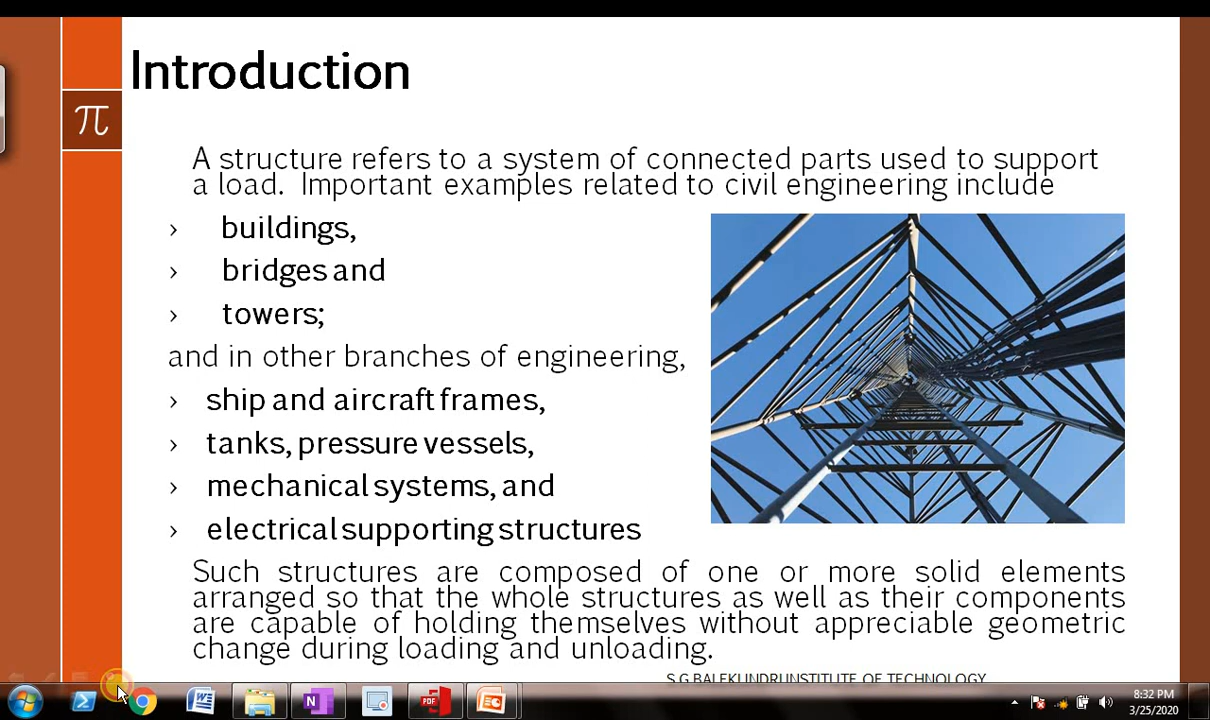 Introduction
π
A structure refers to a system of connected parts used to support
a load. Important examples related to civil engineering include
› buildings,
› bridges and
› towers;
and in other branches of engineering,
› ship and aircraft frames,
› tanks, pressure vessels,
› mechanical systems, and
› electrical supporting structures
Such structures are composed of one or more solid elements
arranged so that the whole structures as well as their components
are capable of holding themselves without appreciable geometric
change during loading and unloading.
S G BALEKUNDRI INSTITUTE OF TECHNOLOGY
8:32 PM
3/25/2020